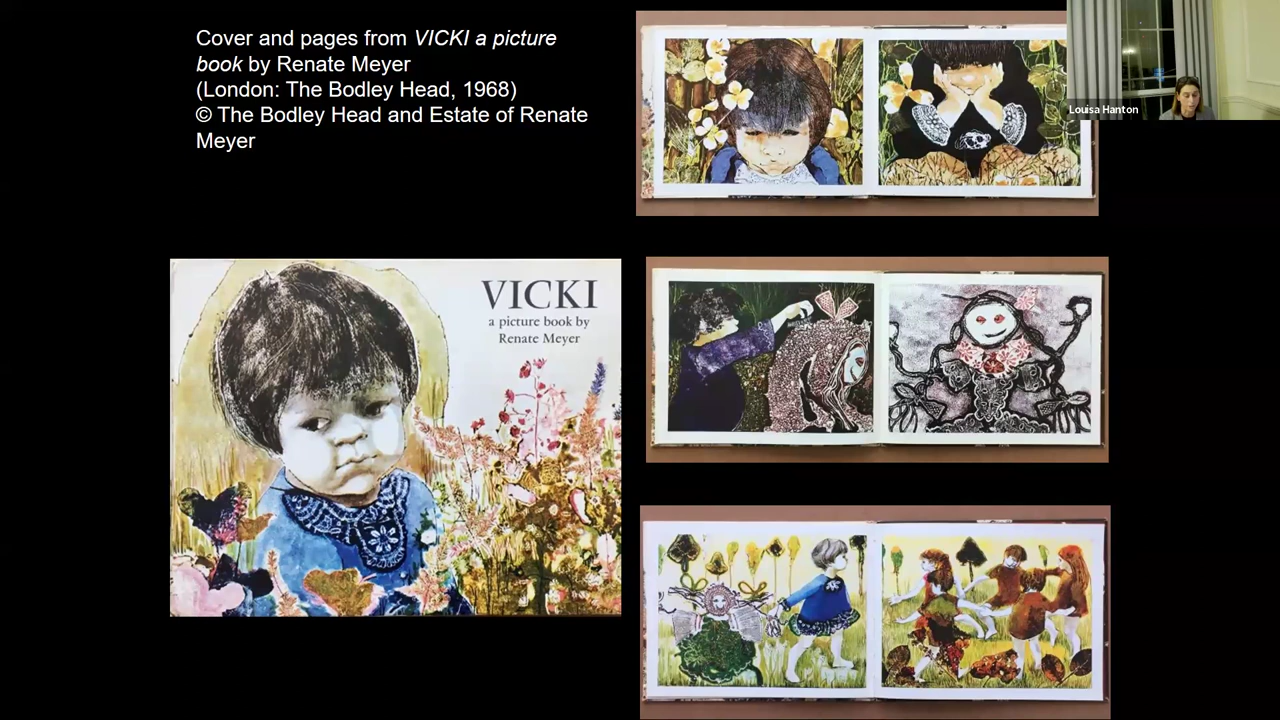 Cover and pages from VICKI a picture
book by Renate Meyer
(London: The Bodley Head, 1968)
© The Bodley Head and Estate of Renate
Meyer
Louisa Hanton
VICKI
a picture book by
Renate Meyer